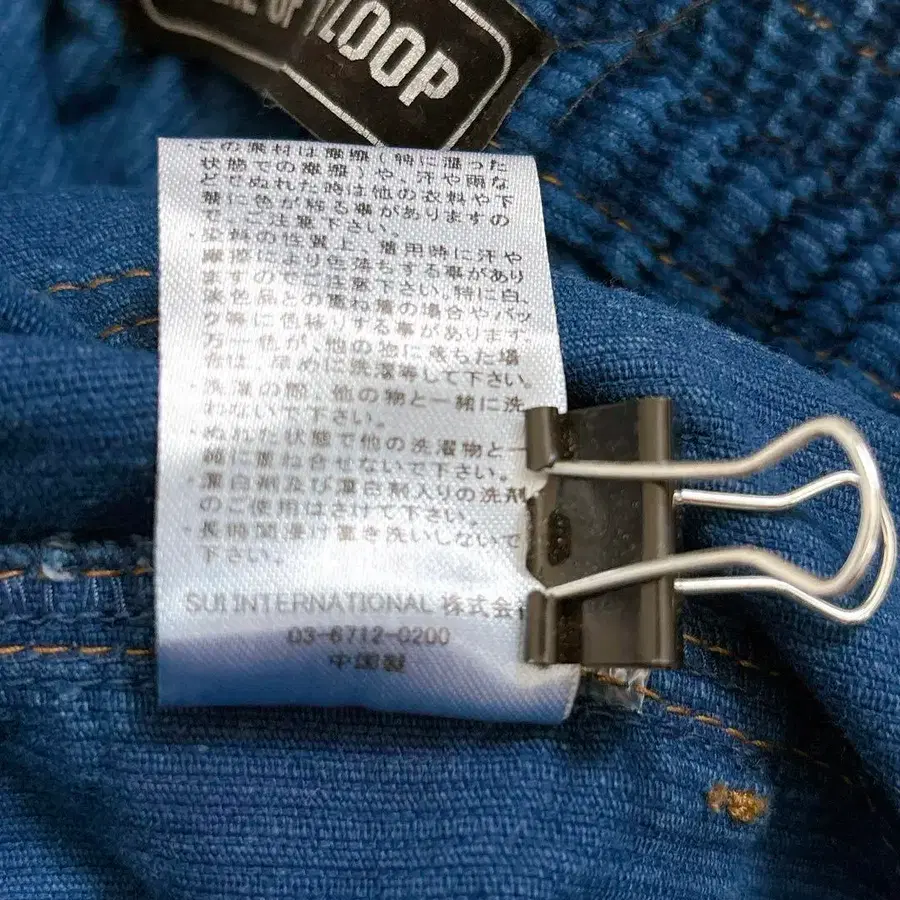 OF LOOP
・この素材は摩擦(特に湿った
状態での摩擦)や、汗や雨な
どでぬれた時は他の衣料や下
着に色が移る事がありますの
で、ご注意下さい。
・染料の性質上、着用時に汗や
摩擦により色落ちする事があり
ますのでご注意下さい。特に白、
淡色品との重ね着の場合やバッ
グ等に色移りする事があります。
万一色が、他の物に落ちた場
合は、早めに洗濯等して下さい。
・洗濯の際、他の物と一緒に洗
わないで下さい。
・ぬれた状態で他の洗濯物と一
緒に重ね合せないで下さい。
・漂白剤及び漂白剤入りの洗剤
のご使用はさけて下さい。
・長時間浸け置き洗いしないで
下さい。
SUI INTERNATIONAL 株式会
03-6712-0200
中国製